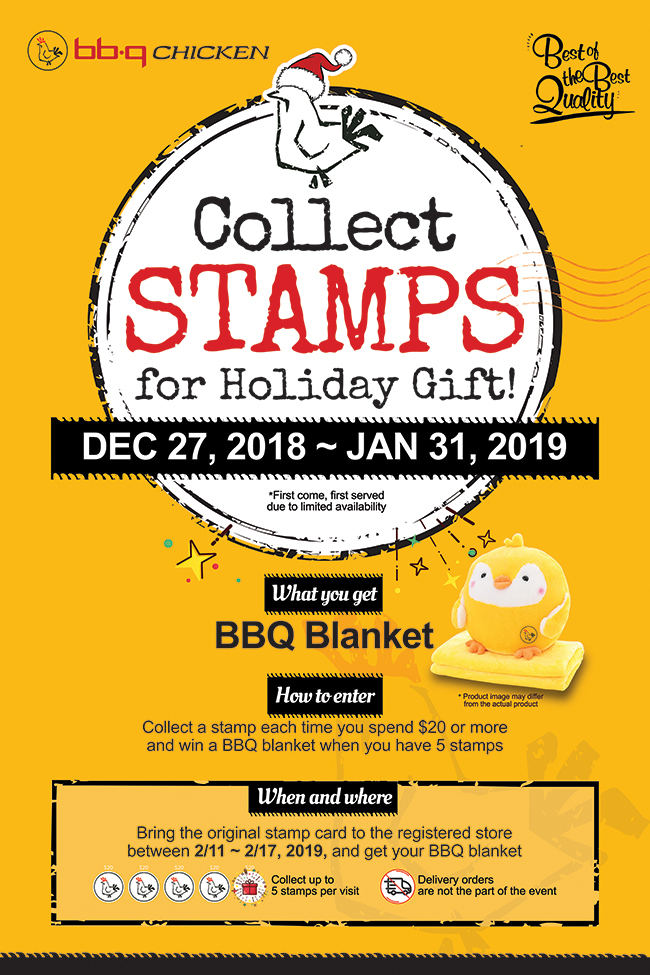 bb.q CHICKEN
Best of
the Best
Quality
Collect
STAMPS
for Holiday Gift!
DEC 27, 2018 ~ JAN 31, 2019
*First come, first served
due to limited availability
What you get
BBQ Blanket
* Product image may differ
from the actual product
How to enter
Collect a stamp each time you spend $20 or more
and win a BBQ blanket when you have 5 stamps
When and where
Bring the original stamp card to the registered store
between 2/11 ~ 2/17, 2019, and get your BBQ blanket
$20 $20 $20 $20
Collect up to
5 stamps per visit
Delivery orders
are not the part of the event